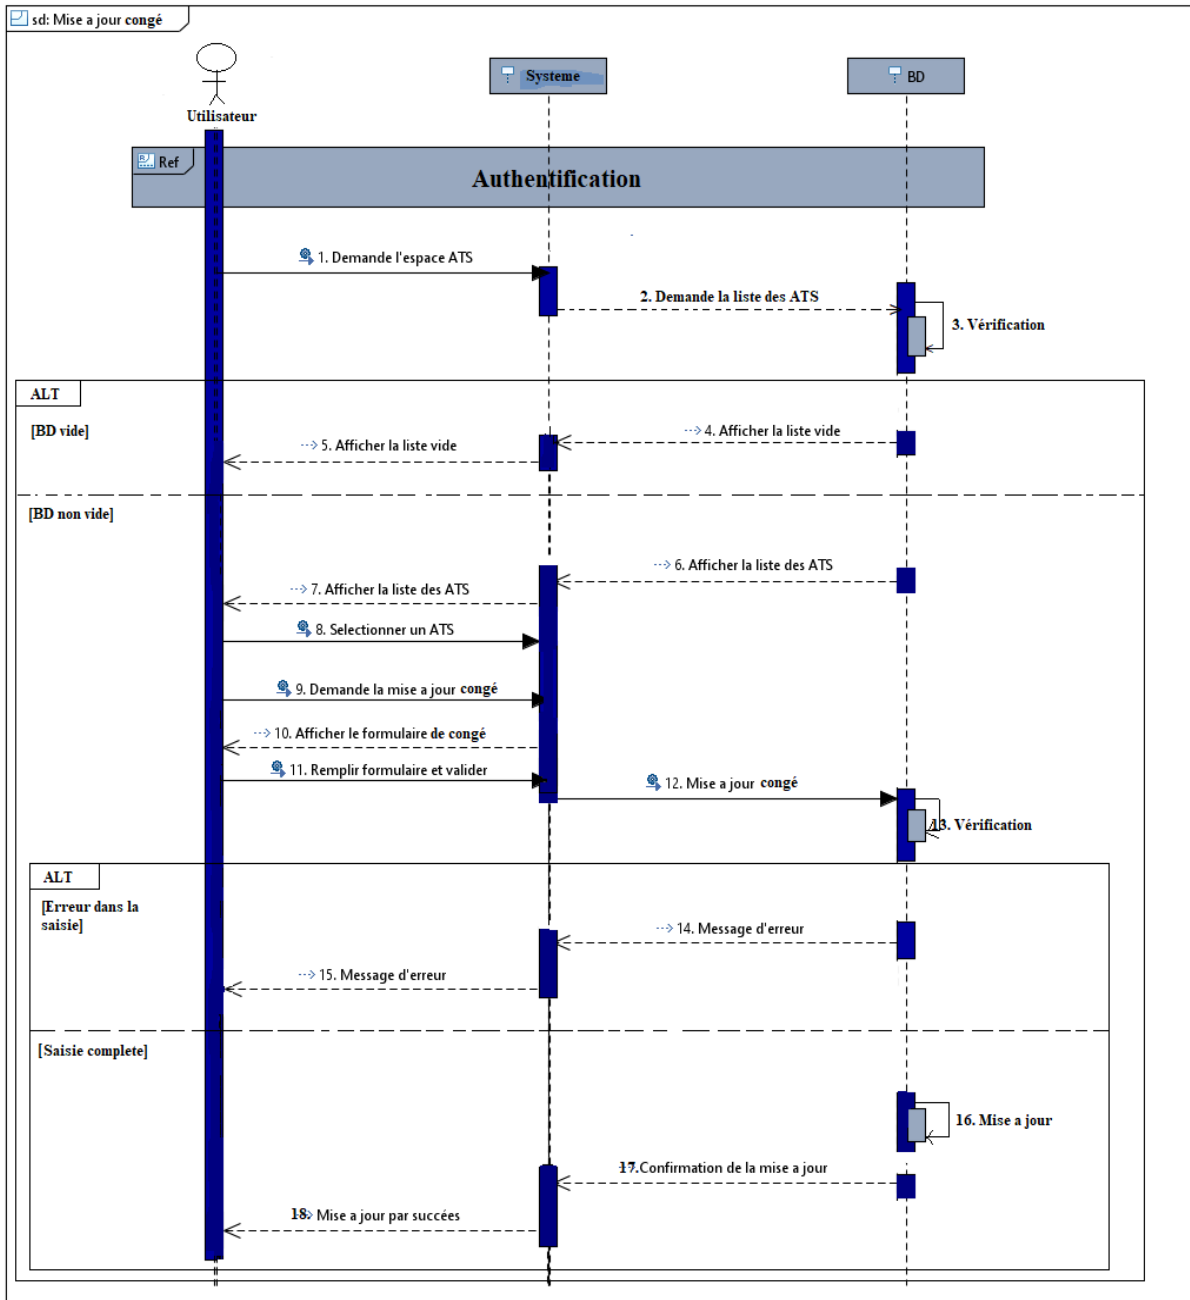 sd: Mise a jour congé
Systeme
BD
Utilisateur
Ref
Authentification
1. Demande l'espace ATS
2. Demande la liste des ATS
3. Vérification
ALT
[BD vide]
4. Afficher la liste vide
5. Afficher la liste vide
[BD non vide]
6. Afficher la liste des ATS
7. Afficher la liste des ATS
8. Selectionner un ATS
9. Demande la mise a jour congé
10. Afficher le formulaire de congé
11. Remplir formulaire et valider
12. Mise a jour congé
13. Vérification
ALT
[Erreur dans la
saisie]
14. Message d'erreur
15. Message d'erreur
[Saisie complete]
16. Mise a jour
17.Confirmation de la mise a jour
18. Mise a jour par succées